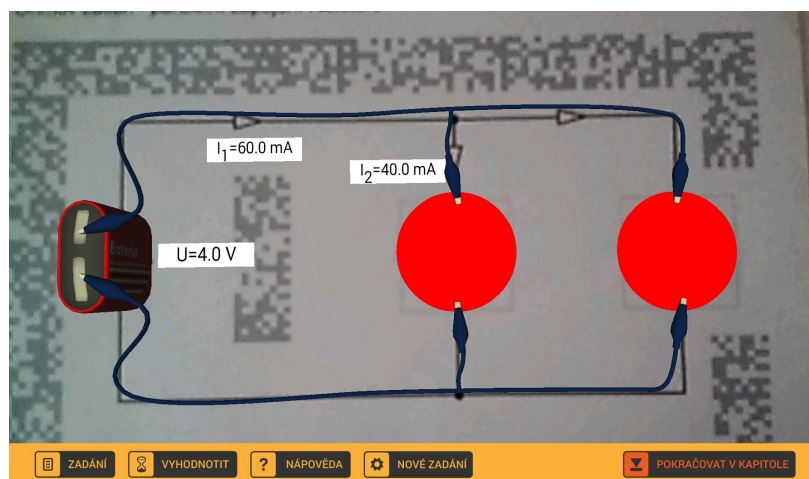 I1=60.0 mA
I2=40.0 mA
U=4.0 V
Baterie
ZADÁNÍ
VYHODNOTIT
? NÁPOVĚDA
NOVÉ ZADÁNÍ
POKRAČOVAT V KAPITOLE